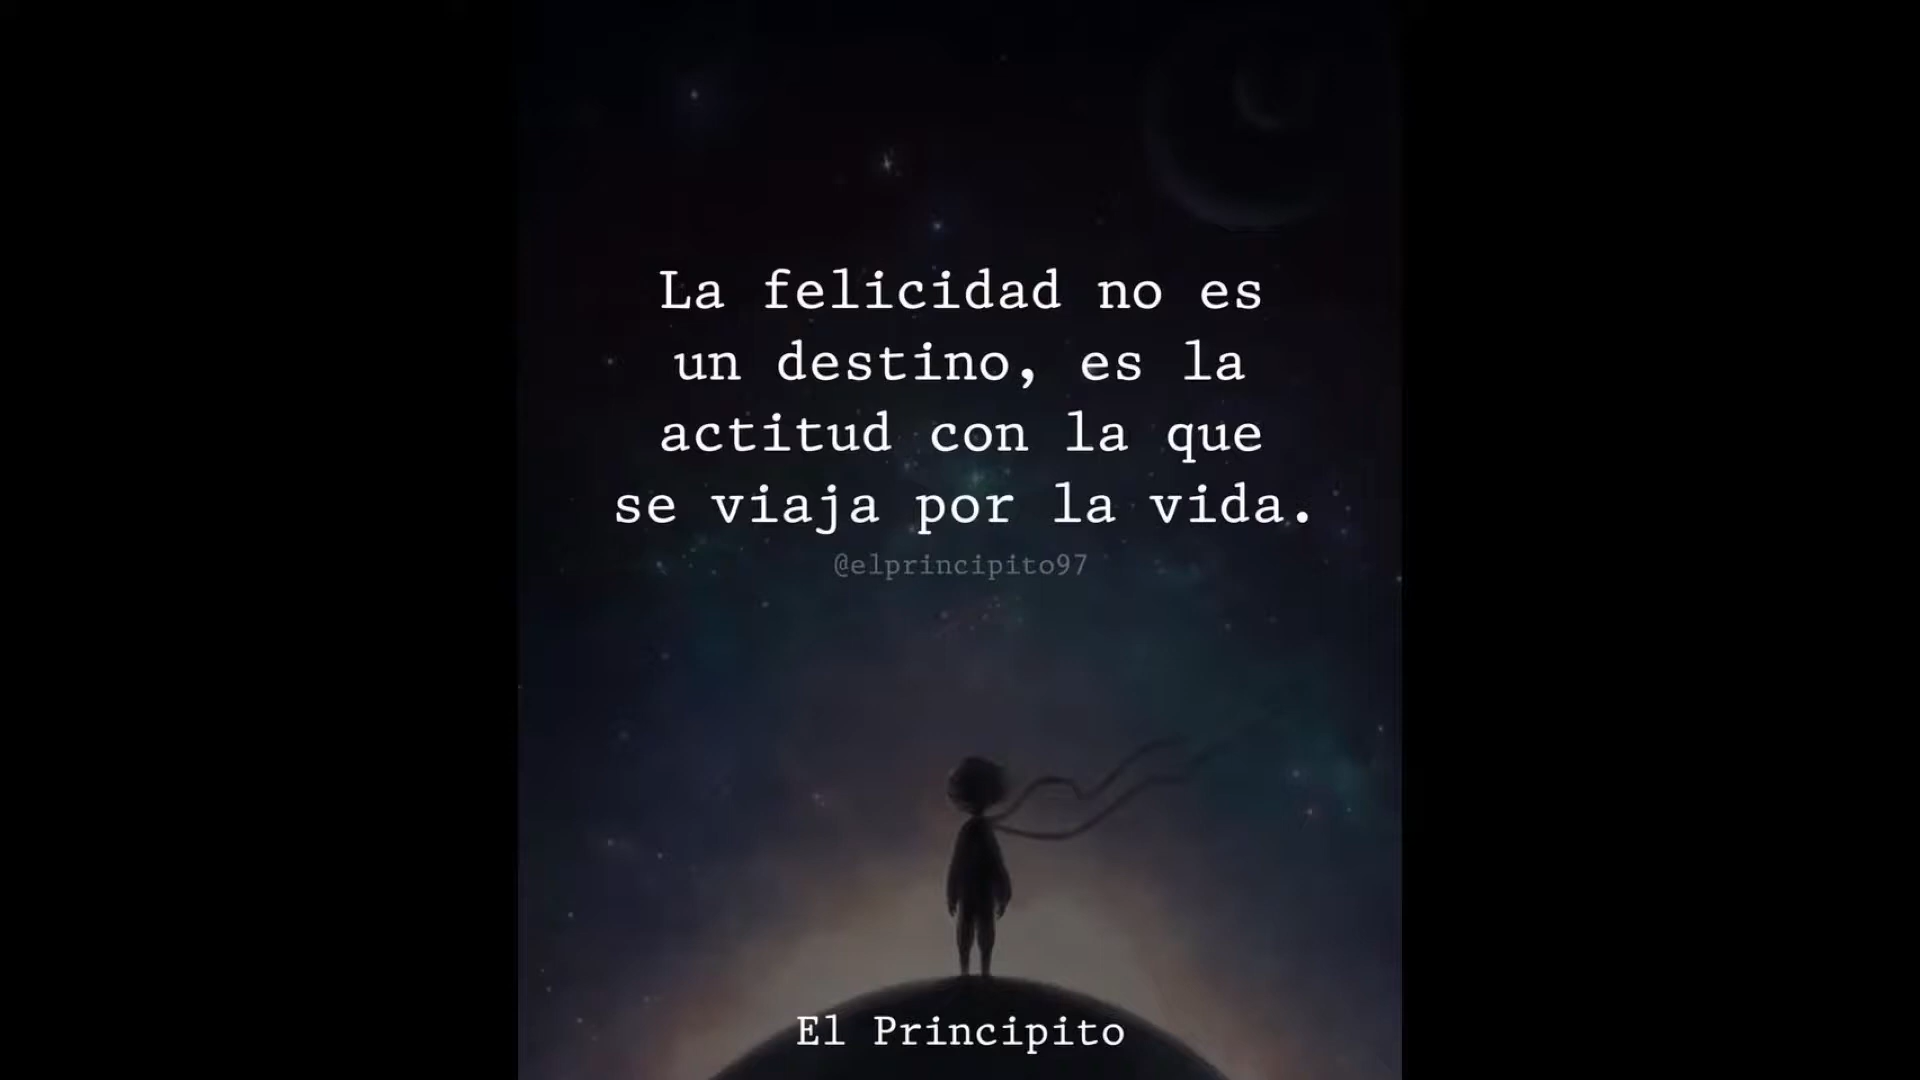 La felicidad no es
un destino, es la
actitud con la que
se viaja por la vida.
@elprincipito97
El Principito